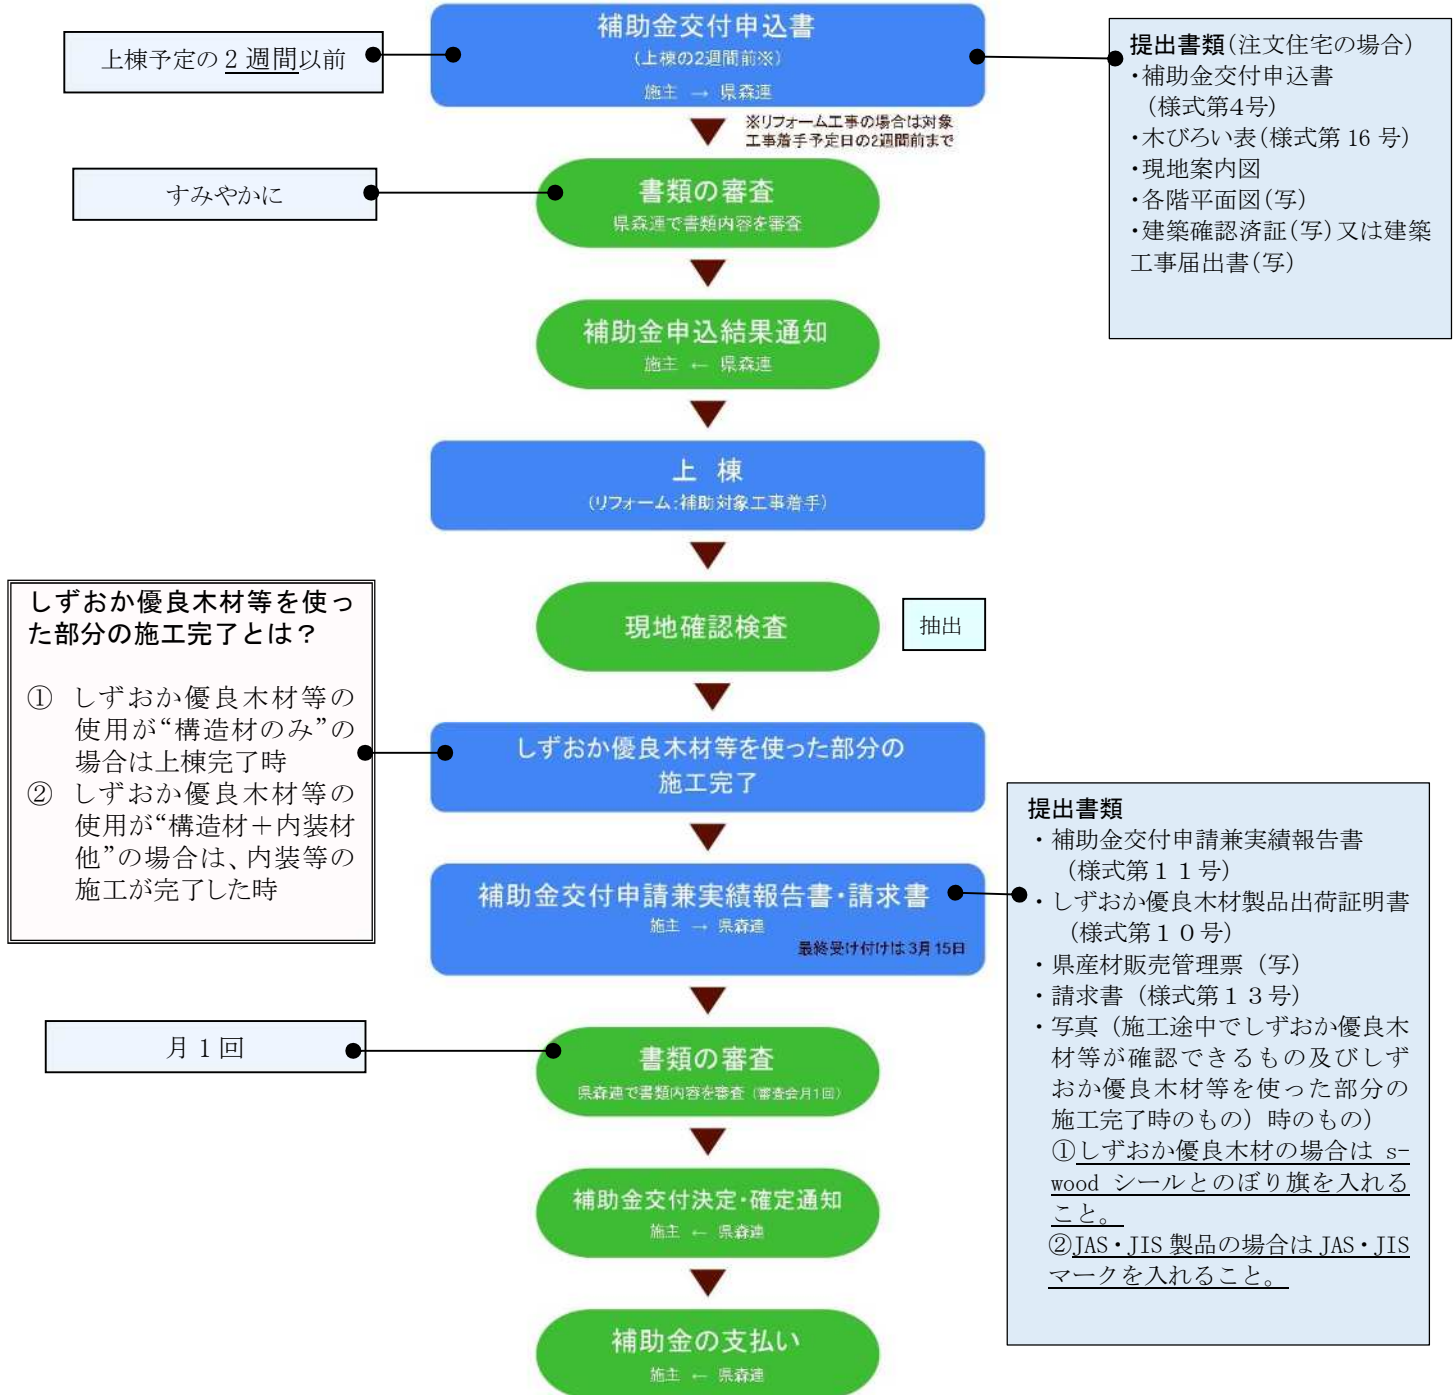 補助金交付申込書
(上棟の2週間前※)
施主 → 県森連
上棟予定の２週間以前
提出書類(注文住宅の場合)
・補助金交付申込書
(様式第4号)
・木びろい表(様式第 16 号)
・現地案内図
・各階平面図(写)
・建築確認済証(写)又は建築
工事届出書(写)
※リフォーム工事の場合は対象
工事着手予定日の2週間前まで
すみやかに
書類の審査
県森連で書類内容を審査
補助金申込結果通知
施主 ← 県森連
上 棟
(リフォーム:補助対象工事着手)
現地確認検査
抽出
しずおか優良木材等を使っ
た部分の施工完了とは？
① しずおか優良木材等の
使用が“構造材のみ”の
場合は上棟完了時
② しずおか優良木材等の
使用が“構造材＋内装材
他”の場合は、内装等の
施工が完了した時
しずおか優良木材等を使った部分の
施工完了
補助金交付申請兼実績報告書・請求書
施主 → 県森連
最終受け付けは3月15日
提出書類
・補助金交付申請兼実績報告書
（様式第１１号）
・しずおか優良木材製品出荷証明書
（様式第１０号）
・県産材販売管理票（写）
・請求書（様式第１３号）
・写真（施工途中でしずおか優良木
材等が確認できるもの及びしず
おか優良木材等を使った部分の
施工完了時のもの）時のもの）
①しずおか優良木材の場合は s-
wood シールとのぼり旗を入れる
こと。
②JAS・JIS 製品の場合は JAS・JIS
マークを入れること。
月１回
書類の審査
県森連で書類内容を審査（審査会月1回）
補助金交付決定・確定通知
施主 ← 県森連
補助金の支払い
施主 ← 県森連